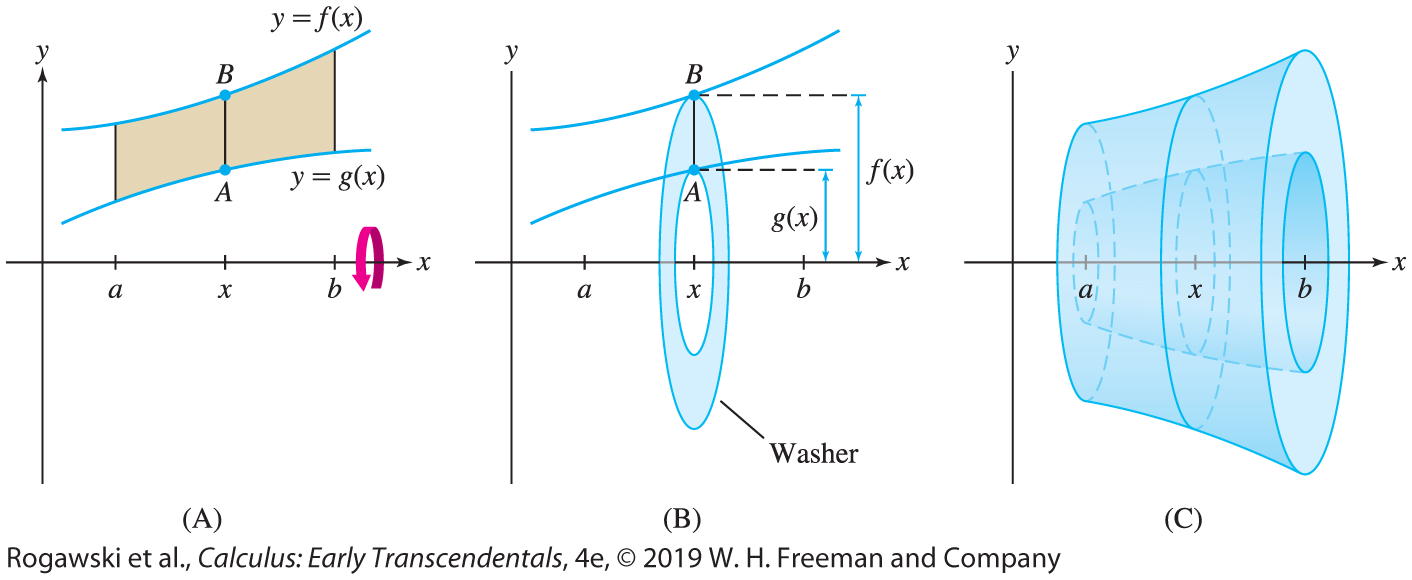 y = f(x)
y
B
A
y = g(x)
a
x
b
x
(A)
y
B
A
f(x)
g(x)
a
x
b
x
Washer
(B)
y
a
x
b
x
(C)
Rogawski et al., Calculus: Early Transcendentals, 4e, © 2019 W. H. Freeman and Company